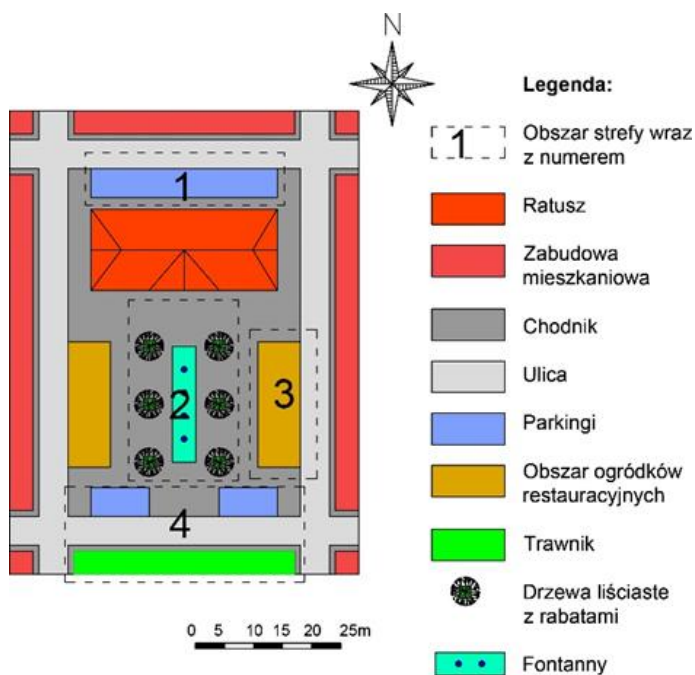 N
Legenda:
1
Obszar strefy wraz
z numerem
Ratusz
Zabudowa
mieszkaniowa
Chodnik
Ulica
Parkingi
Obszar ogródków
restauracyjnych
Trawnik
Drzewa liściaste
z rabatami
Fontanny
1
2
3
4
0 5 10 15 20 25m